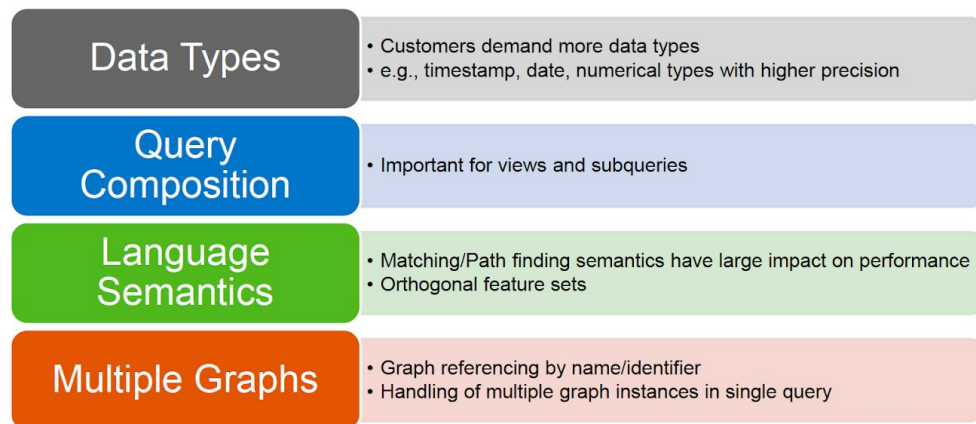 Data Types
• Customers demand more data types
• e.g., timestamp, date, numerical types with higher precision
Query
Composition
• Important for views and subqueries
Language
Semantics
• Matching/Path finding semantics have large impact on performance
• Orthogonal feature sets
Multiple Graphs
• Graph referencing by name/identifier
• Handling of multiple graph instances in single query